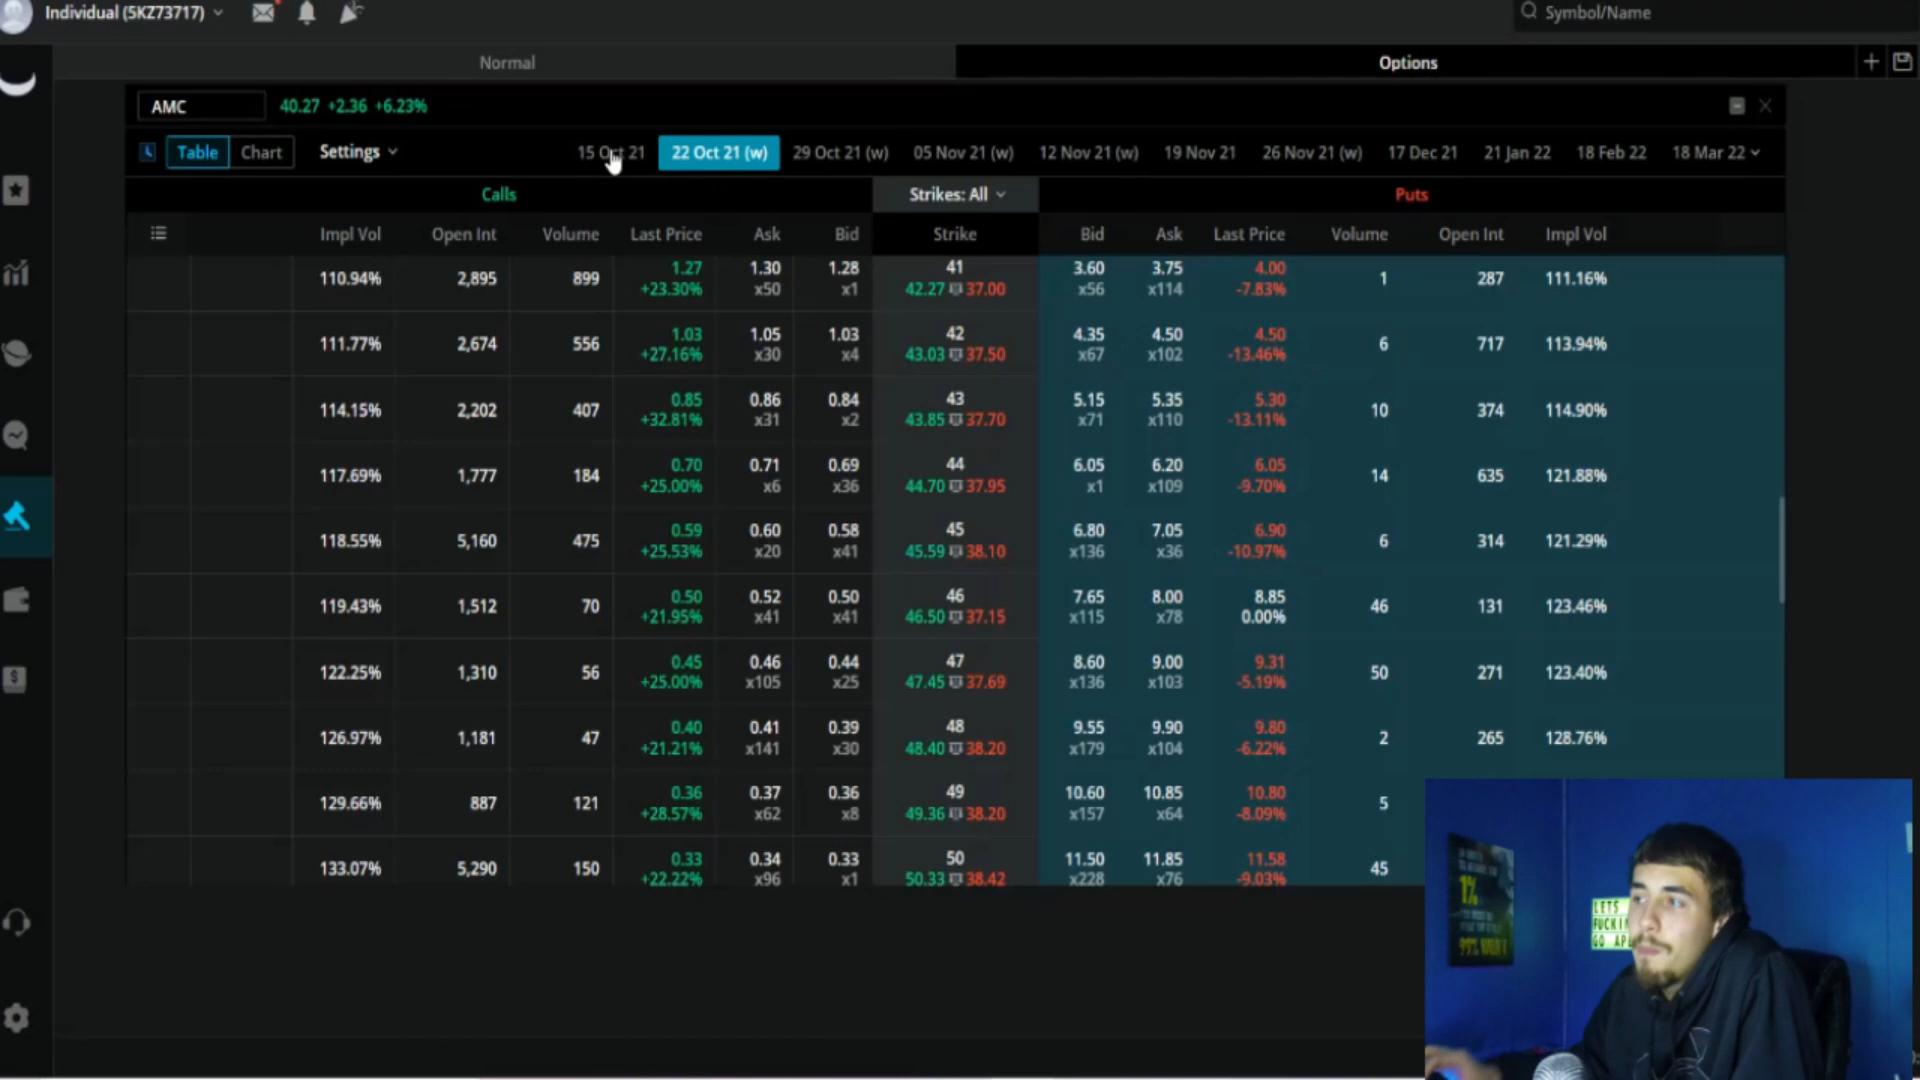 Individual (5KZ73717)
Symbol/Name
Normal
Options
AMC 40.27 +2.36 +6.23%
Table Chart Settings 15 Oct 21 22 Oct 21 (w) 29 Oct 21 (w) 05 Nov 21 (w) 12 Nov 21 (w) 19 Nov 21 26 Nov 21 (w) 17 Dec 21 21 Jan 22 18 Feb 22 18 Mar 22
Calls Strikes: All Puts
Impl Vol Open Int Volume Last Price Ask Bid Strike Bid Ask Last Price Volume Open Int Impl Vol
1.27 1.30 1.28 41 3.60 3.75 4.00
110.94% 2,895 899 1 287 111.16%
+23.30% x50 x1 42.27 37.00 x56 x114 -7.83%
1.03 1.05 1.03 42 4.35 4.50 4.50
111.77% 2,674 556 6 717 113.94%
+27.16% x30 x4 43.03 37.50 x67 x102 -13.46%
0.85 0.86 0.84 43 5.15 5.35 5.30
114.15% 2,202 407 10 374 114.90%
+32.81% x31 x2 43.85 37.70 x71 x110 -13.11%
0.70 0.71 0.69 44 6.05 6.20 6.05
117.69% 1,777 184 14 635 121.88%
+25.00% x6 x36 44.70 37.95 x1 x109 -9.70%
0.59 0.60 0.58 45 6.80 7.05 6.90
118.55% 5,160 475 6 314 121.29%
+25.53% x20 x41 45.59 38.10 x136 x36 -10.97%
0.50 0.52 0.50 46 7.65 8.00 8.85
119.43% 1,512 70 46 131 123.46%
+21.95% x41 x41 46.50 37.15 x115 x78 0.00%
0.45 0.46 0.44 47 8.60 9.00 9.31
122.25% 1,310 56 50 271 123.40%
+25.00% x105 x25 47.45 37.69 x136 x103 -5.19%
0.40 0.41 0.39 48 9.55 9.90 9.80
126.97% 1,181 47 2 265 128.76%
+21.21% x141 x30 48.40 38.20 x179 x104 -6.22%
0.36 0.37 0.36 49 10.60 10.85 10.80
129.66% 887 121 5
+28.57% x62 x8 49.36 38.20 x157 x64 -8.09%
0.33 0.34 0.33 50 11.50 11.85 11.58
133.07% 5,290 150 45
+22.22% x96 x1 50.33 38.42 x228 x76 -9.03%
1%
99% WON'T
LETS
FUCKIN
GO AP